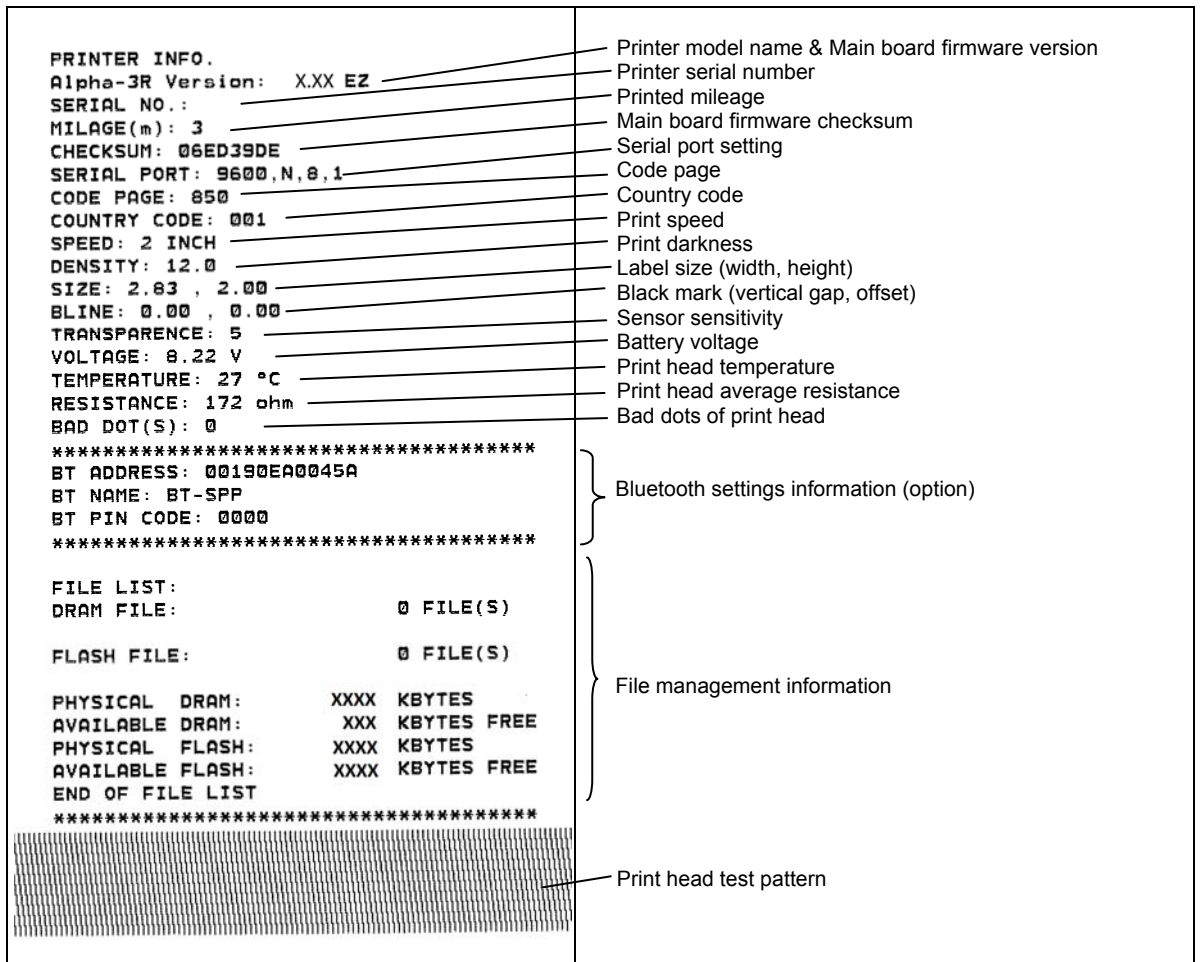 PRINTER INFO.
Alpha-3R Version: X.XX EZ
SERIAL NO.:
MILAGE(m): 3
CHECKSUM: 06ED39DE
SERIAL PORT: 9600,N,8,1
CODE PAGE: 850
COUNTRY CODE: 001
SPEED: 2 INCH
DENSITY: 12.0
SIZE: 2.83 , 2.00
BLINE: 0.00 , 0.00
TRANSPARENCE: 5
VOLTAGE: 8.22 V
TEMPERATURE: 27 °C
RESISTANCE: 172 ohm
BAD DOT(S): 0
****************************************
BT ADDRESS: 00190EA0045A
BT NAME: BT-SPP
BT PIN CODE: 0000
****************************************
FILE LIST:
DRAM FILE: 0 FILE(S)
FLASH FILE: 0 FILE(S)
PHYSICAL DRAM: XXXX KBYTES
AVAILABLE DRAM: XXX KBYTES FREE
PHYSICAL FLASH: XXXX KBYTES
AVAILABLE FLASH: XXXX KBYTES FREE
END OF FILE LIST
****************************************
Printer model name & Main board firmware version
Printer serial number
Printed mileage
Main board firmware checksum
Serial port setting
Code page
Country code
Print speed
Print darkness
Label size (width, height)
Black mark (vertical gap, offset)
Sensor sensitivity
Battery voltage
Print head temperature
Print head average resistance
Bad dots of print head
Bluetooth settings information (option)
File management information
Print head test pattern